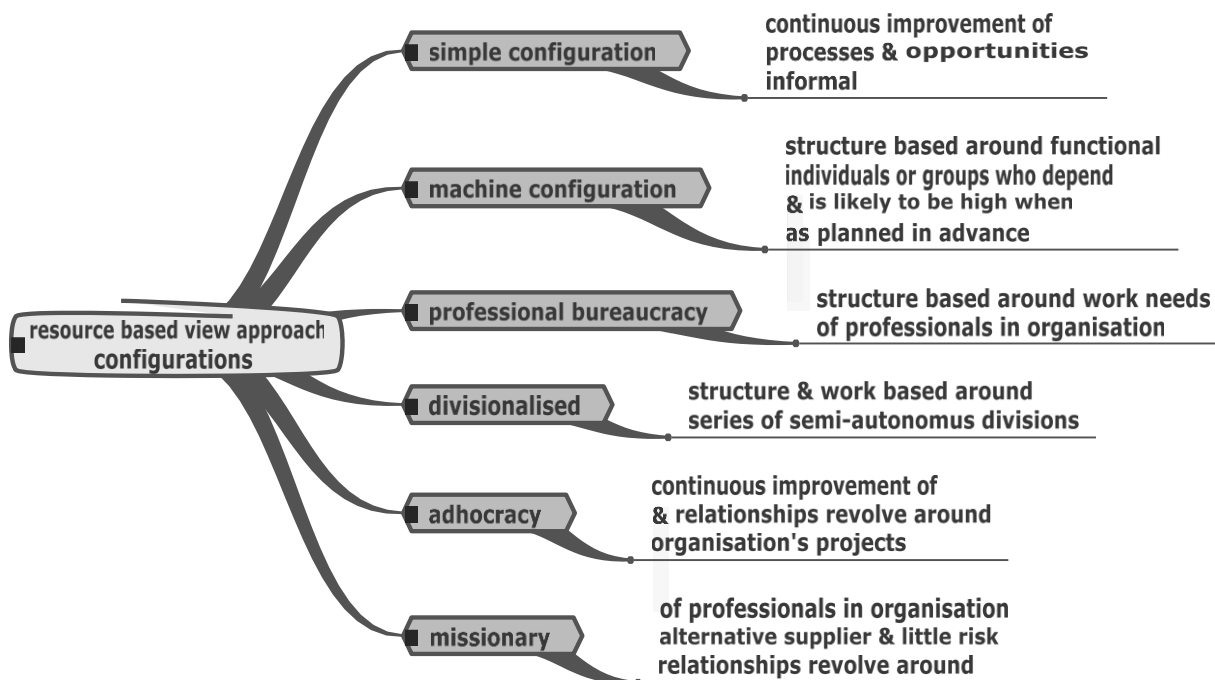 resource based view approach
configurations
simple configuration
continuous improvement of
processes & opportunities
informal
machine configuration
structure based around functional
individuals or groups who depend
& is likely to be high when
as planned in advance
professional bureaucracy
structure based around work needs
of professionals in organisation
divisionalised
structure & work based around
series of semi-autonomus divisions
adhocracy
continuous improvement of
& relationships revolve around
organisation's projects
missionary
of professionals in organisation
alternative supplier & little risk
relationships revolve around